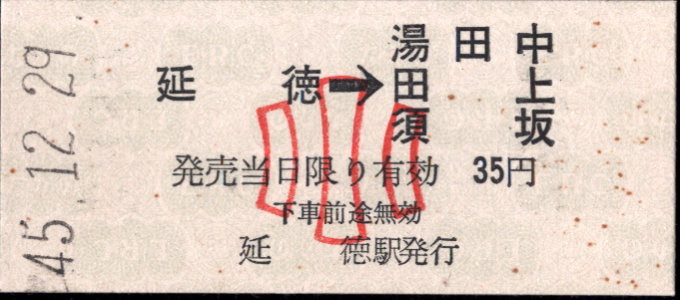 45.12.29
延徳→湯田中
田上
須坂
小
発売当日限り有効 35円
下車前途無効
延徳駅発行